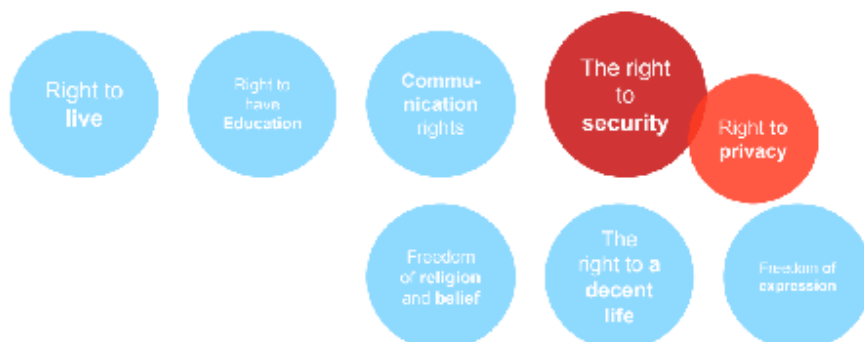 Right to
live
Right to
have
Education
Commu-
nication
rights
The right
to
security
Right to
privacy
Freedom
of religion
and belief
The
right to a
decent
life
Freedom of
expression